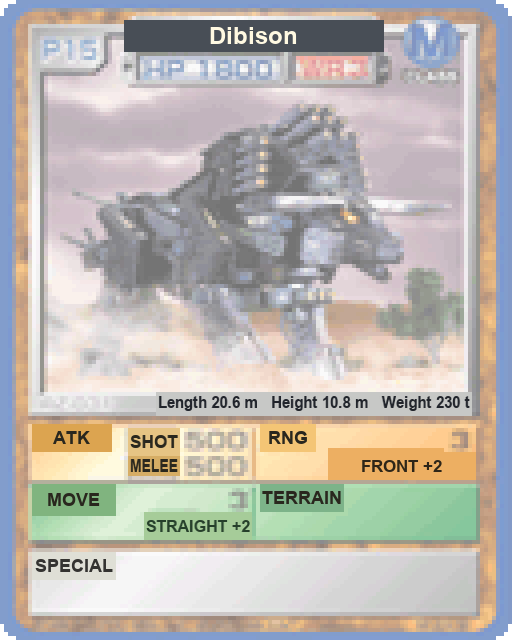 Dibison
P15
M
CLASS
HP 1800
Length 20.6 m Height 10.8 m Weight 230 t
ATK
SHOT 500
MELEE 500
RNG 3
FRONT +2
MOVE 3
STRAIGHT +2
TERRAIN
SPECIAL